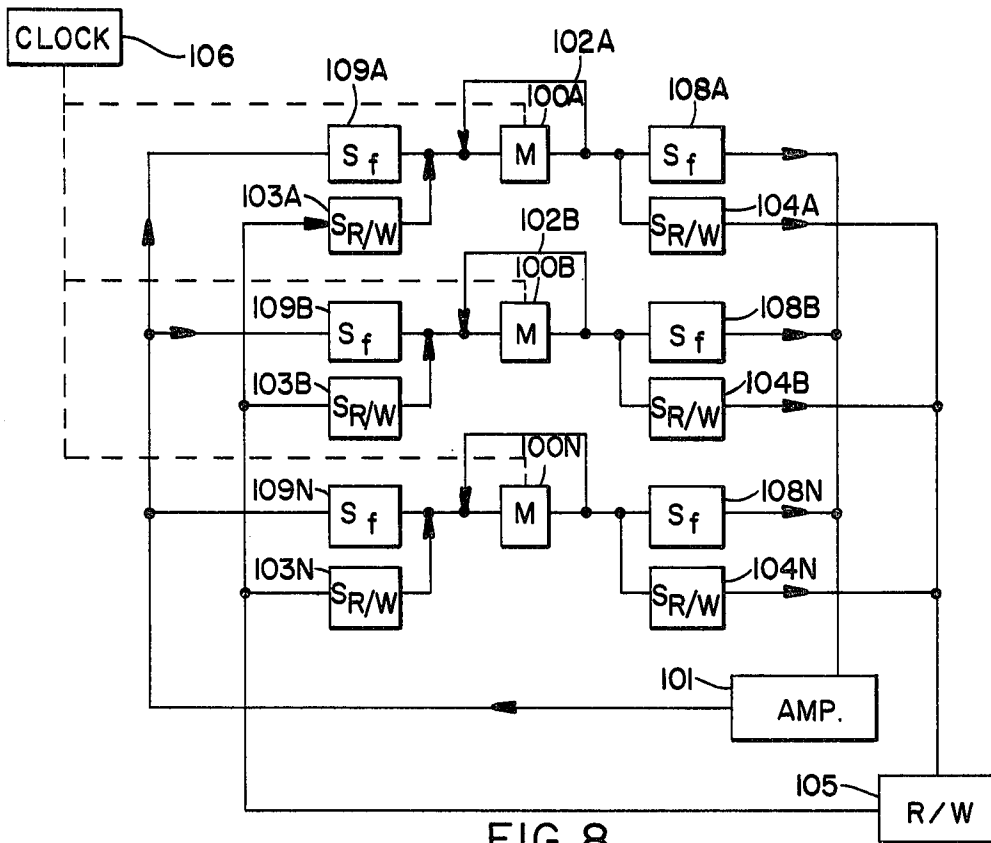 CLOCK
106
102A
109A
100A
108A
Sf
M
Sf
103A
104A
SR/W
SR/W
102B
100B
109B
108B
Sf
M
Sf
103B
104B
SR/W
SR/W
100N
109N
108N
Sf
M
Sf
103N
104N
SR/W
SR/W
101
AMP.
105
R/W
FIG 8